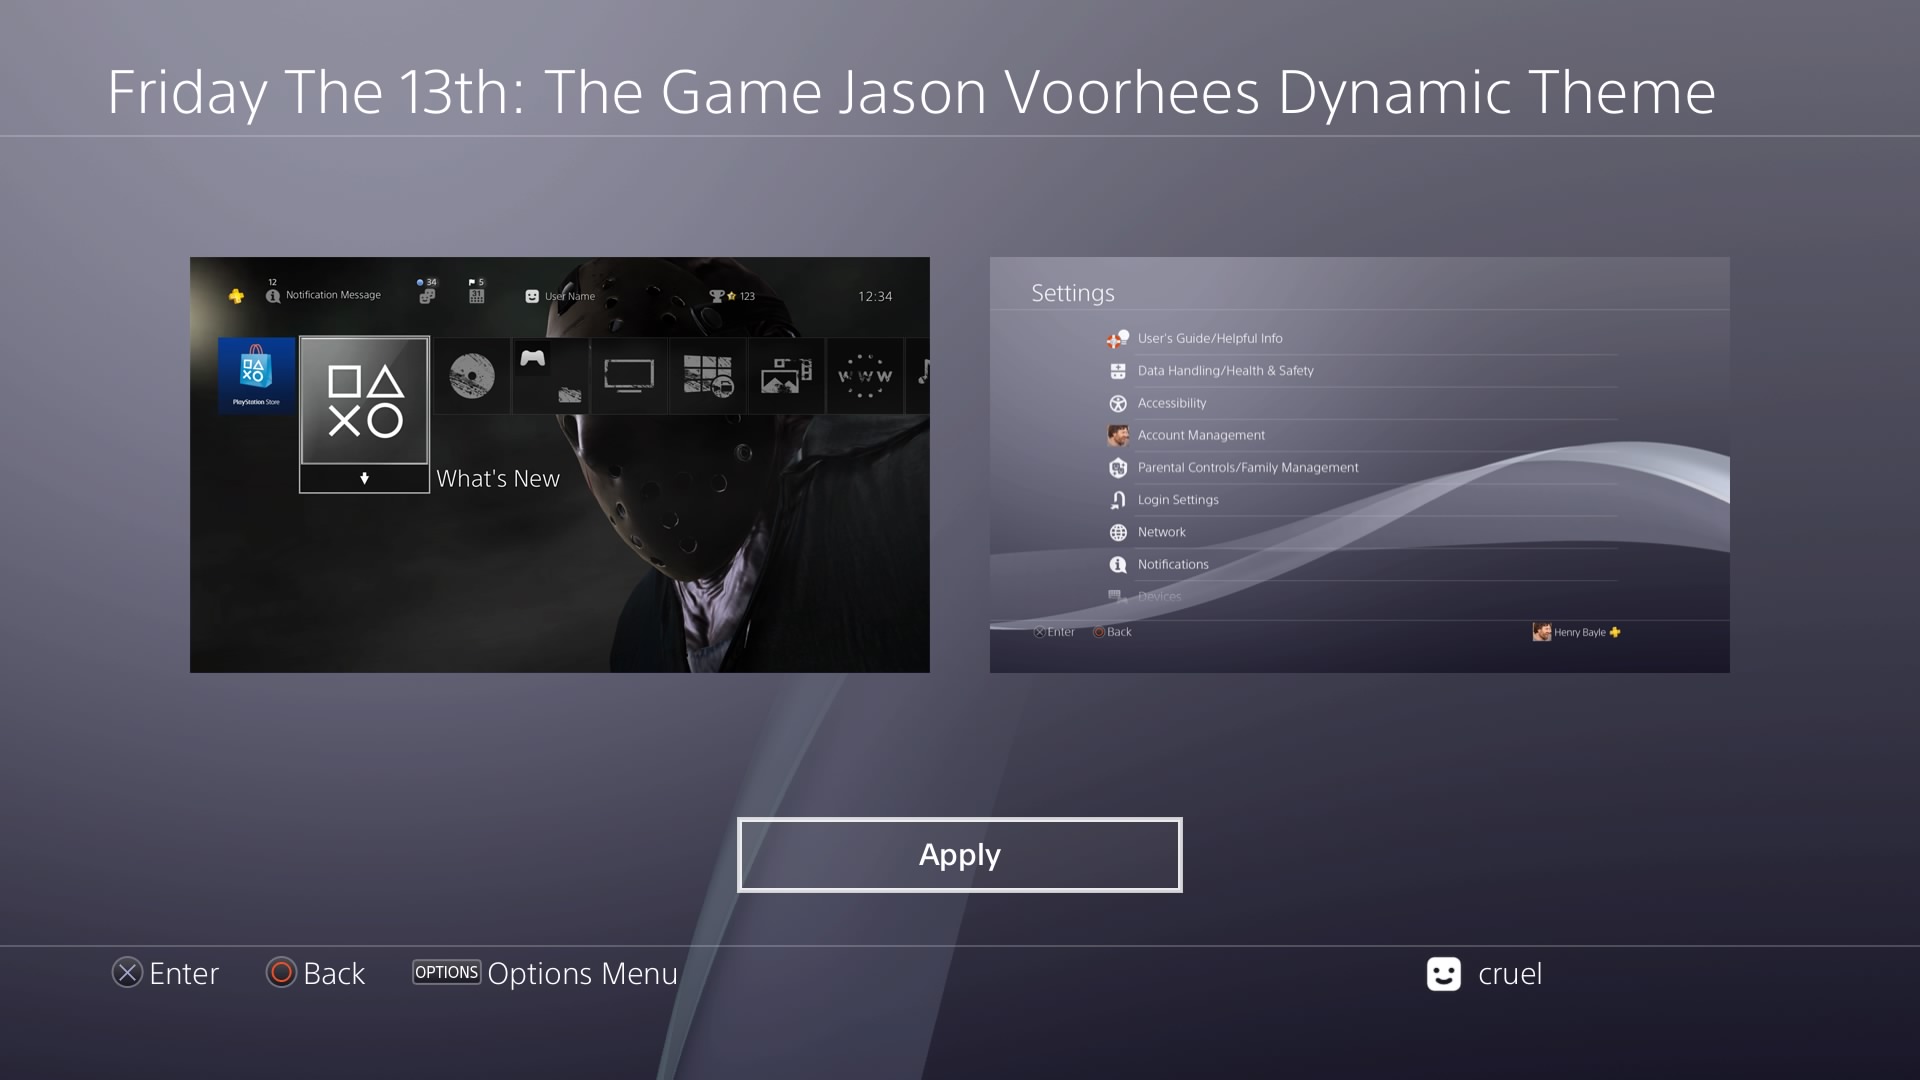 Friday The 13th: The Game Jason Voorhees Dynamic Theme
12
Notification Message
34
5
31
User Name
123
12:34
PlayStation Store
WWW
What's New
Settings
User's Guide/Helpful Info
Data Handling/Health & Safety
Accessibility
Account Management
Parental Controls/Family Management
Login Settings
Network
Notifications
Devices
Enter Back
Henry Bayle
Apply
Enter Back OPTIONS Options Menu
cruel